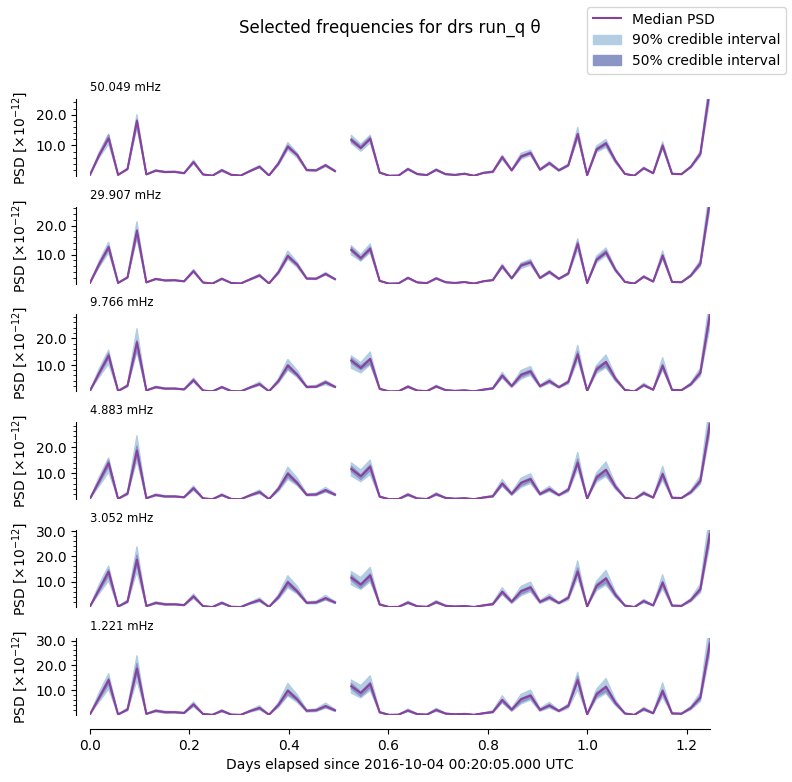 Selected frequencies for drs run_q θ
Median PSD
90% credible interval
50% credible interval
50.049 mHz
PSD [×10⁻¹²]
20.0
10.0
29.907 mHz
PSD [×10⁻¹²]
20.0
10.0
9.766 mHz
PSD [×10⁻¹²]
20.0
10.0
4.883 mHz
PSD [×10⁻¹²]
20.0
10.0
3.052 mHz
PSD [×10⁻¹²]
30.0
20.0
10.0
1.221 mHz
PSD [×10⁻¹²]
30.0
20.0
10.0
0.0 0.2 0.4 0.6 0.8 1.0 1.2
Days elapsed since 2016-10-04 00:20:05.000 UTC